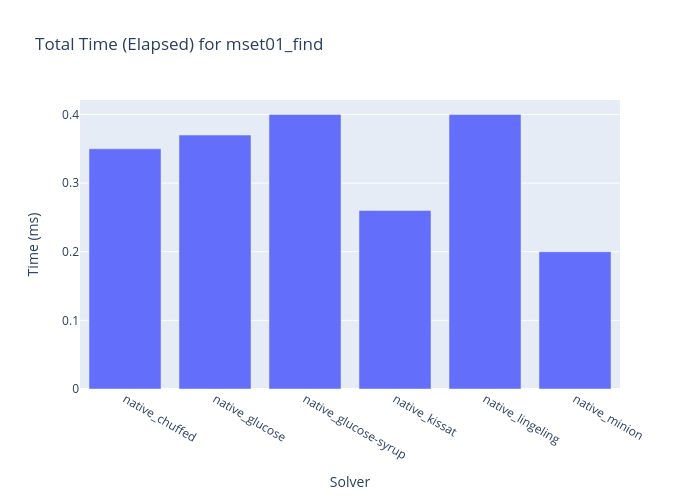 Total Time (Elapsed) for mset01_find
Time (ms)
0.4
0.3
0.2
0.1
0
native_chuffed
native_glucose
native_glucose-syrup
native_kissat
native_lingeling
native_minion
Solver